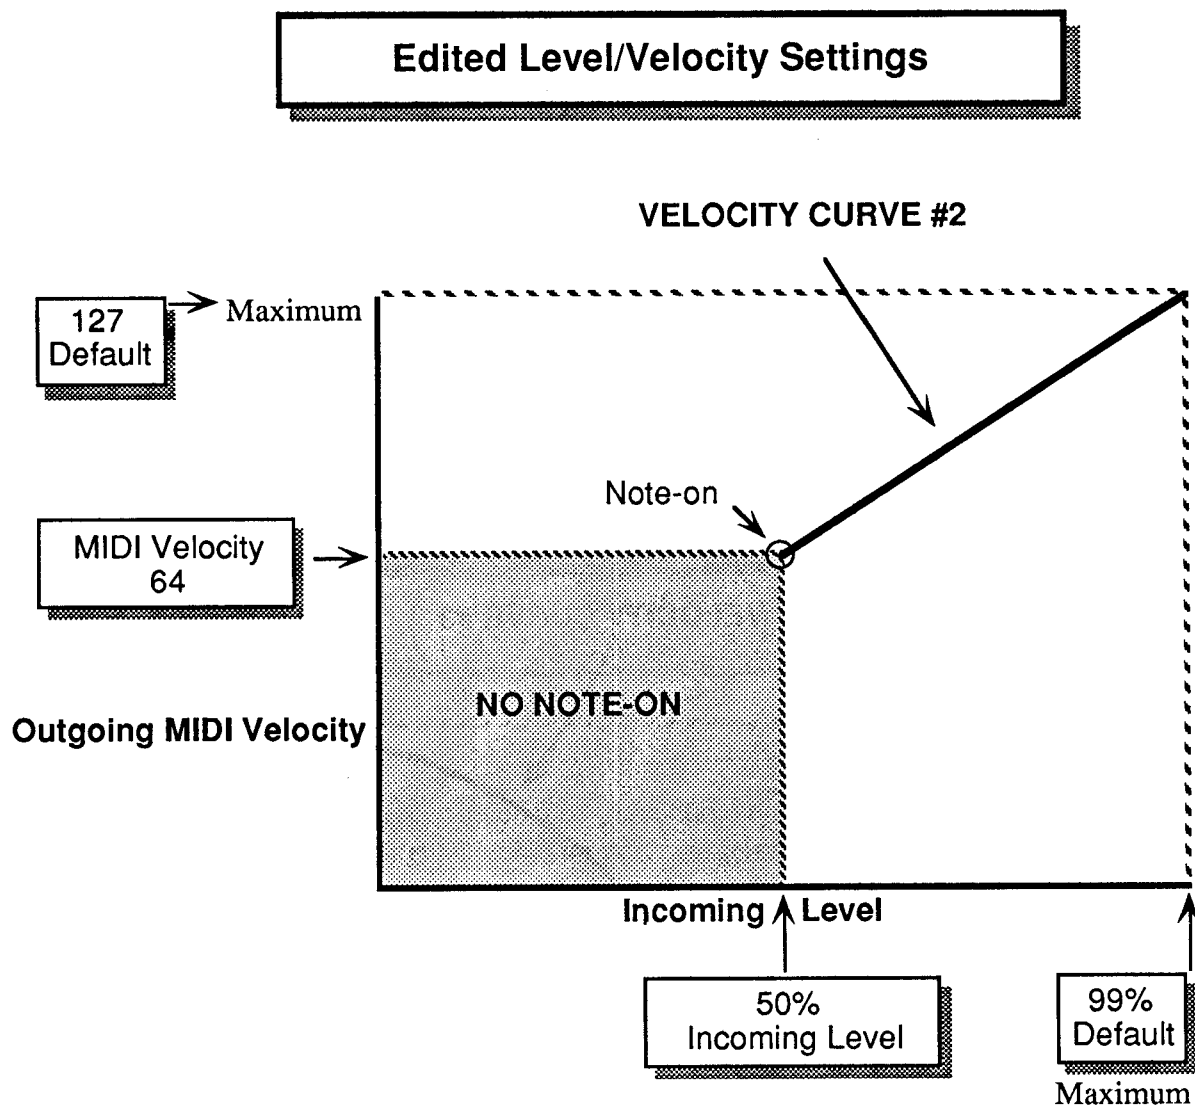 Edited Level/Velocity Settings
VELOCITY CURVE #2
127
Default
Maximum
Note-on
MIDI Velocity
64
NO NOTE-ON
Outgoing MIDI Velocity
Incoming Level
50%
Incoming Level
99%
Default
Maximum